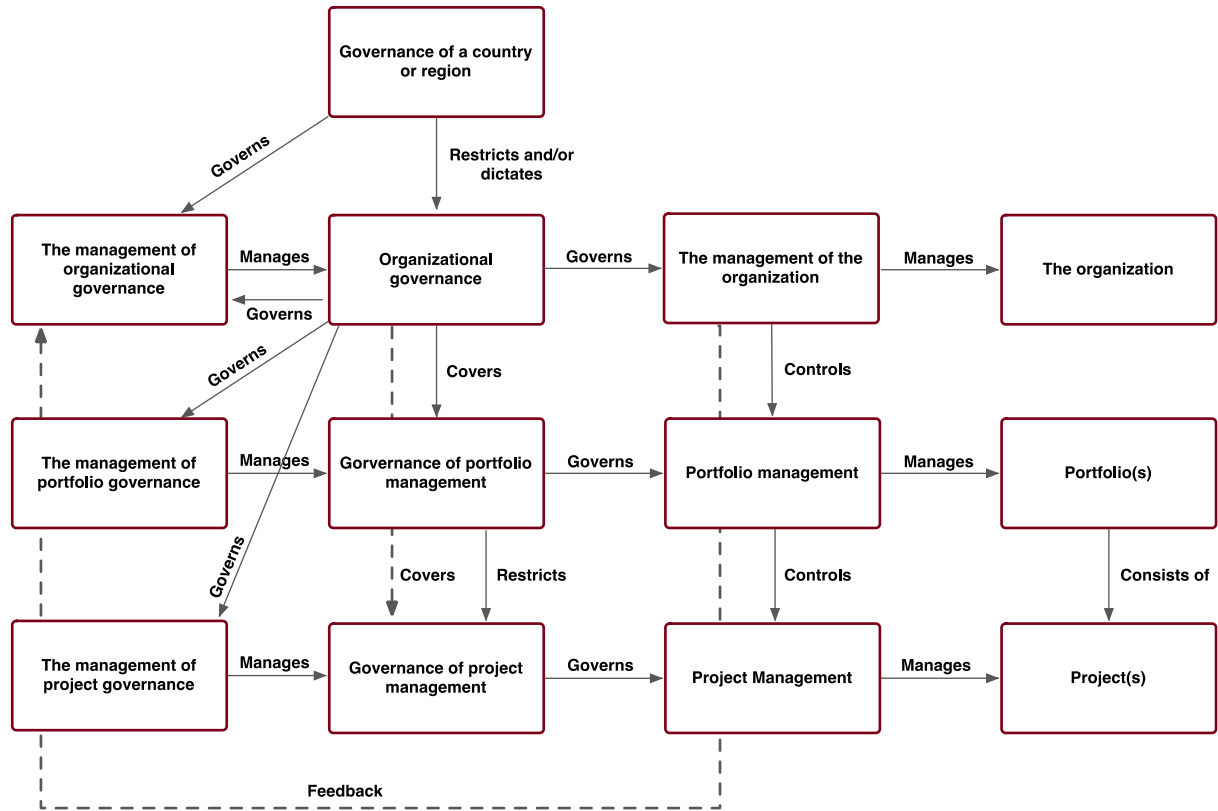 Governance of a country
or region
Governs
Restricts and/or
dictates
The management of
organizational
governance
Manages
Organizational
governance
Governs
The management of the
organization
Manages
The organization
Governs
Governs
Covers
Controls
The management of
portfolio governance
Manages
Gorvernance of portfolio
management
Governs
Portfolio management
Manages
Portfolio(s)
Governs
Covers
Restricts
Controls
Consists of
The management of
project governance
Manages
Governance of project
management
Governs
Project Management
Manages
Project(s)
Feedback